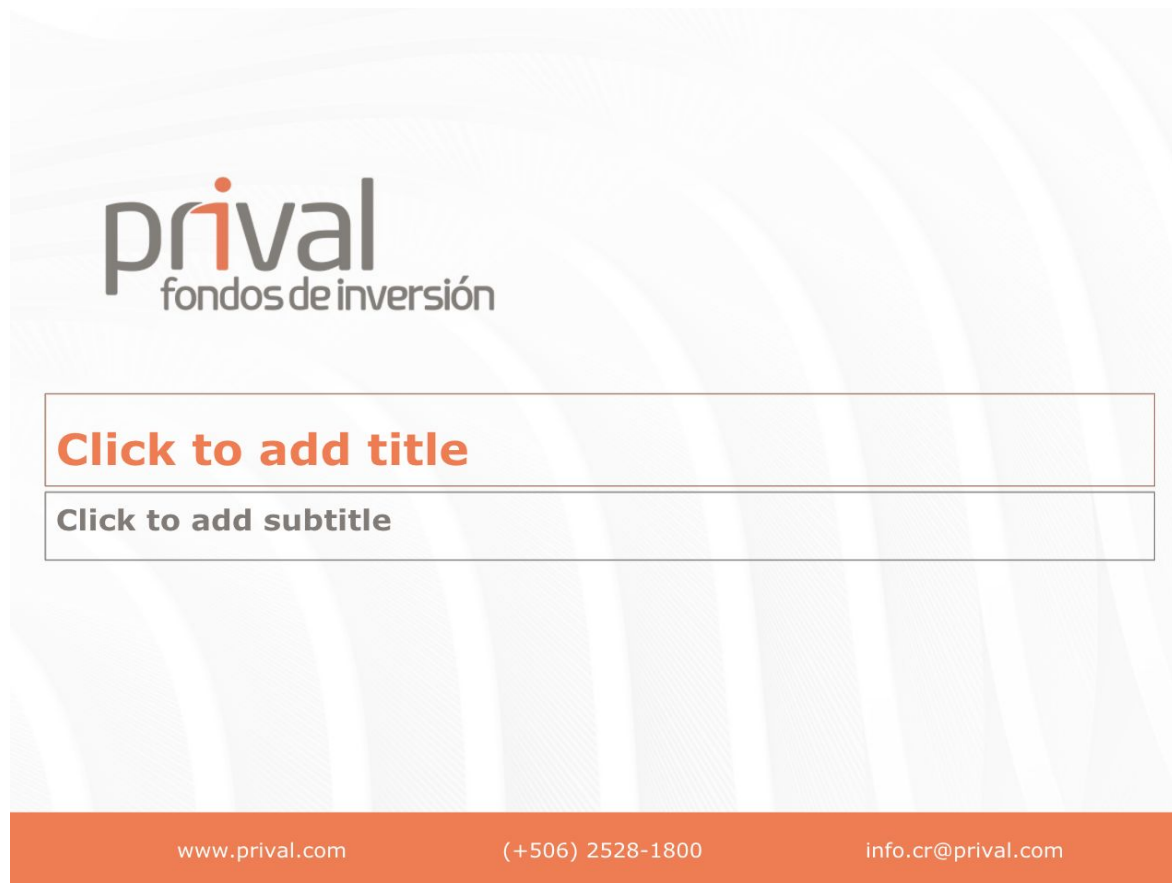 prival
fondos de inversión
Click to add title
Click to add subtitle
www.prival.com (+506) 2528-1800 info.cr@prival.com